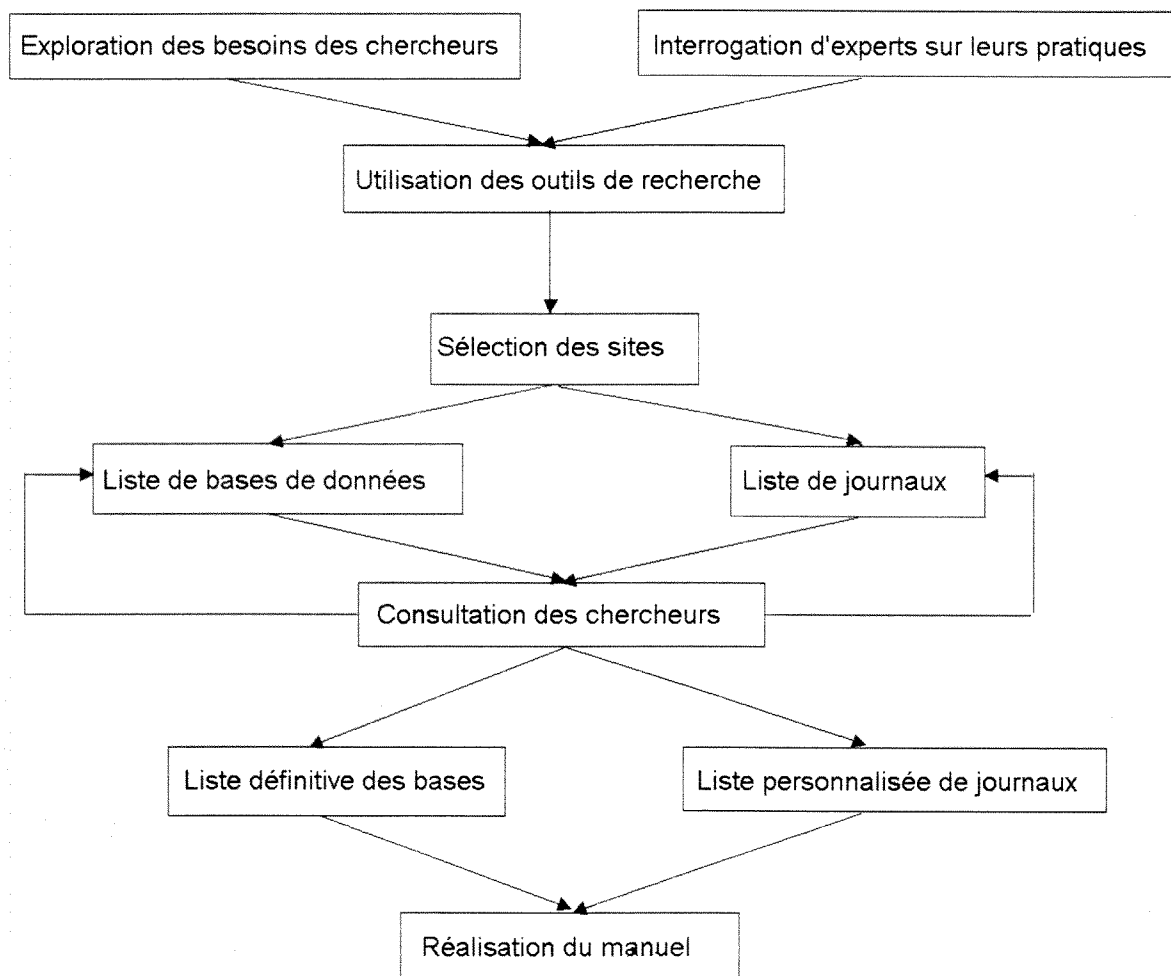 Exploration des besoins des chercheurs
Interrogation d'experts sur leurs pratiques
Utilisation des outils de recherche
Sélection des sites
Liste de bases de données
Liste de journaux
Consultation des chercheurs
Liste définitive des bases
Liste personnalisée de journaux
Réalisation du manuel